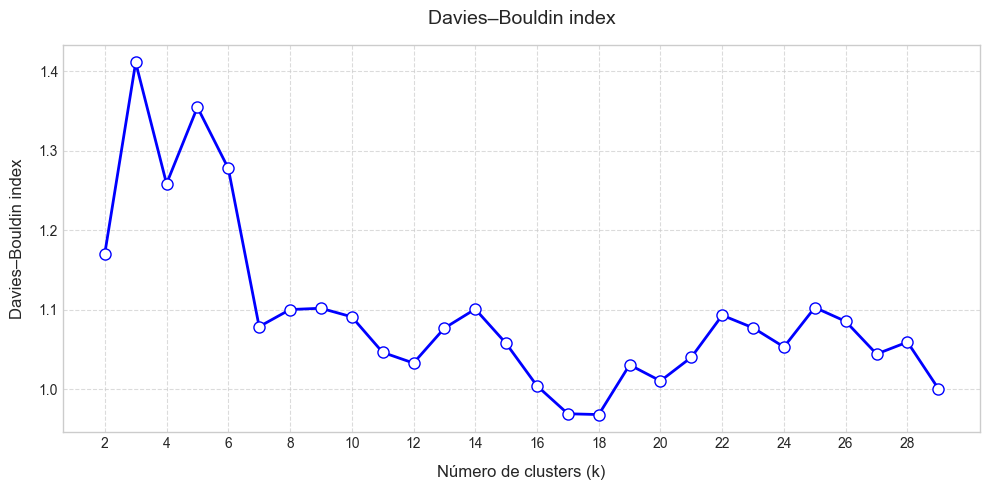 Davies–Bouldin index
Davies–Bouldin index
1.4
1.3
1.2
1.1
1.0
2 4 6 8 10 12 14 16 18 20 22 24 26 28
Número de clusters (k)